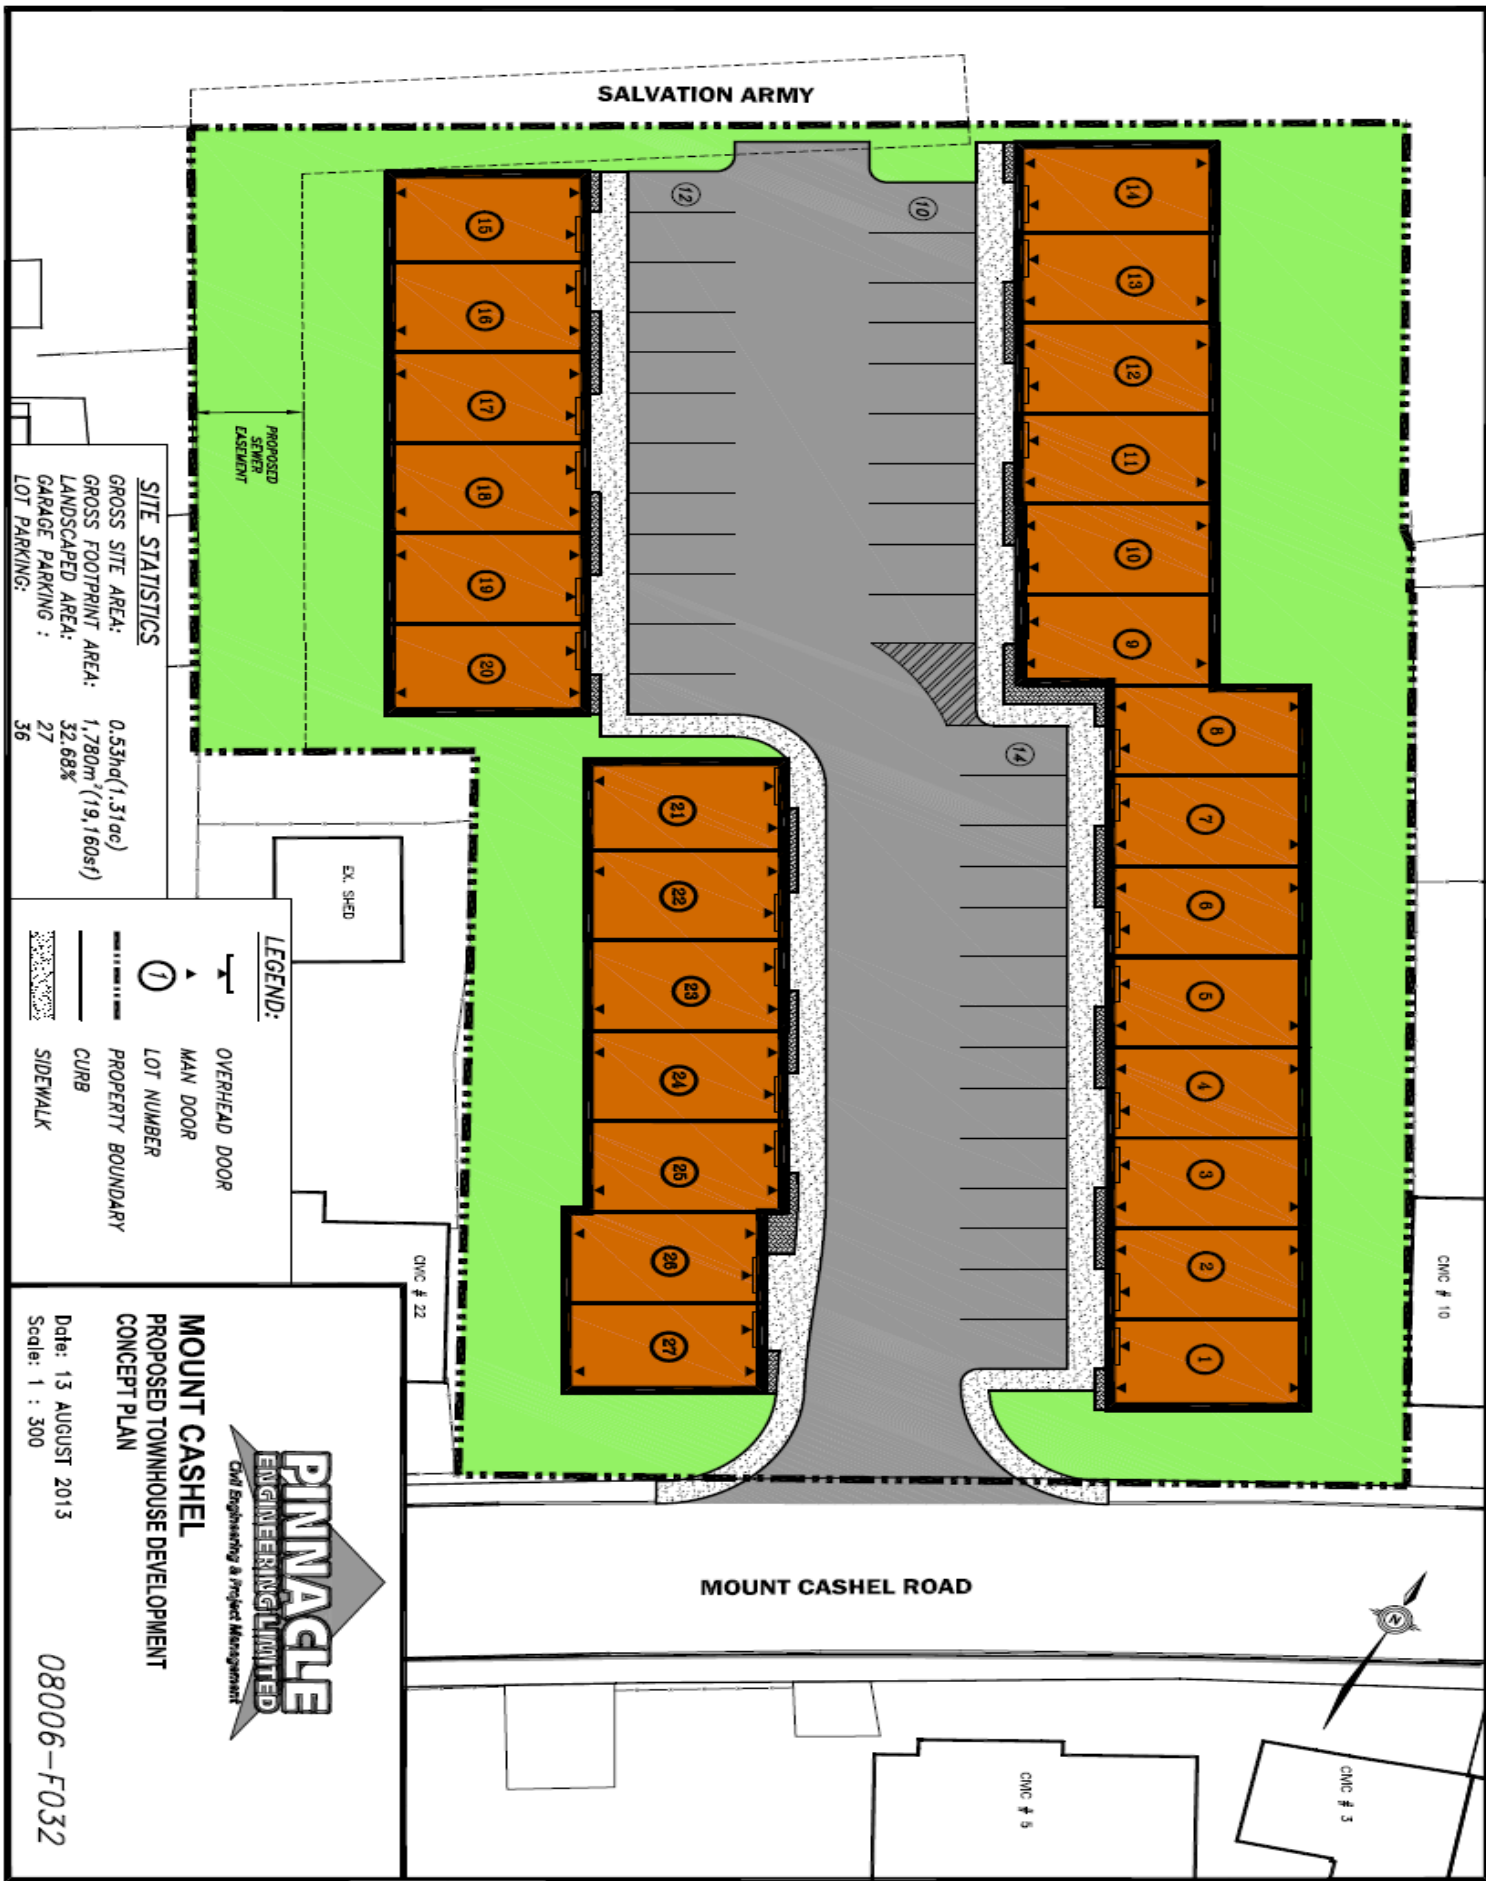 SALVATION ARMY
14
13
12
11
10
9
8
7
6
5
4
3
2
1
12
10
14
15
16
17
18
19
20
21
22
23
24
25
26
27
PROPOSED
SEWER
EASEMENT
EX. SHED
CIVIC # 22
CIVIC # 10
MOUNT CASHEL ROAD
N
CIVIC # 5
CIVIC # 3
SITE STATISTICS
GROSS SITE AREA: 0.53ha(1.31ac)
GROSS FOOTPRINT AREA: 1,780m²(19,160sf)
LANDSCAPED AREA: 32.68%
GARAGE PARKING : 27
LOT PARKING: 36
LEGEND:
OVERHEAD DOOR
MAN DOOR
1 LOT NUMBER
PROPERTY BOUNDARY
CURB
SIDEWALK
PINNACLE
ENGINEERING LIMITED
Civil Engineering & Project Management
MOUNT CASHEL
PROPOSED TOWNHOUSE DEVELOPMENT
CONCEPT PLAN
Date: 13 AUGUST 2013
Scale: 1 : 300
08006-F032